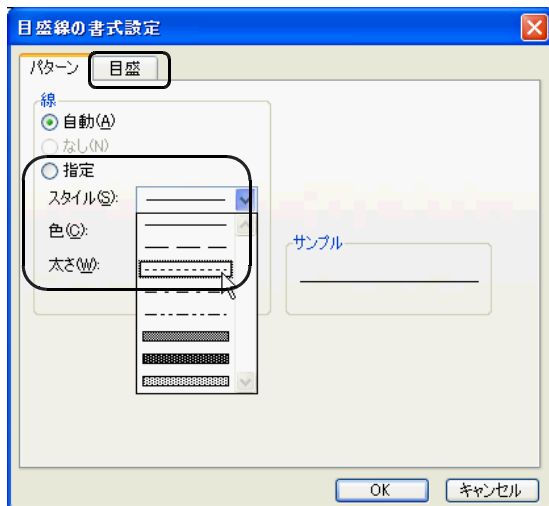 目盛線の書式設定
パターン 目盛
線
自動(A)
なし(N)
指定
スタイル(S):
色(C):
太さ(W):
サンプル
OK キャンセル